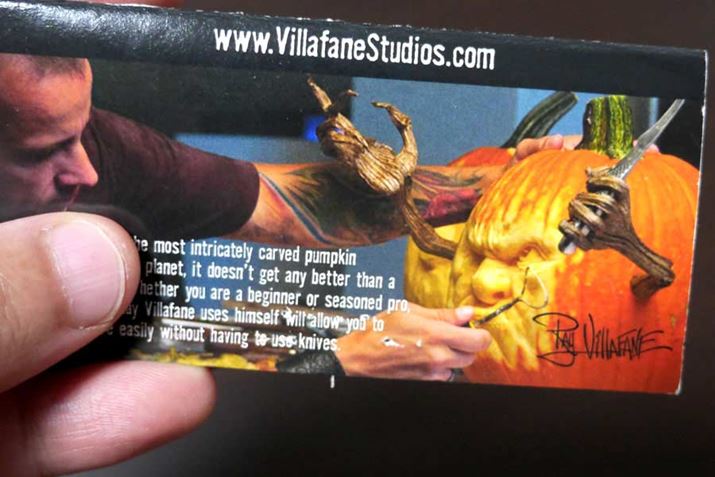 www.VillafaneStudios.com
he most intricately carved pumpkin
planet, it doesn't get any better than a
hether you are a beginner or seasoned pro,
ay Villafane uses himself will allow you to
easily without having to use knives.
Ray Villafane